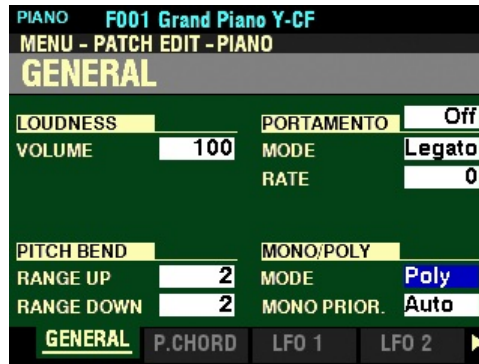 PIANO F001 Grand Piano Y-CF
MENU - PATCH EDIT - PIANO
GENERAL
LOUDNESS
VOLUME 100
PORTAMENTO Off
MODE Legato
RATE 0
PITCH BEND
RANGE UP 2
RANGE DOWN 2
MONO/POLY
MODE Poly
MONO PRIOR. Auto
GENERAL P.CHORD LFO 1 LFO 2